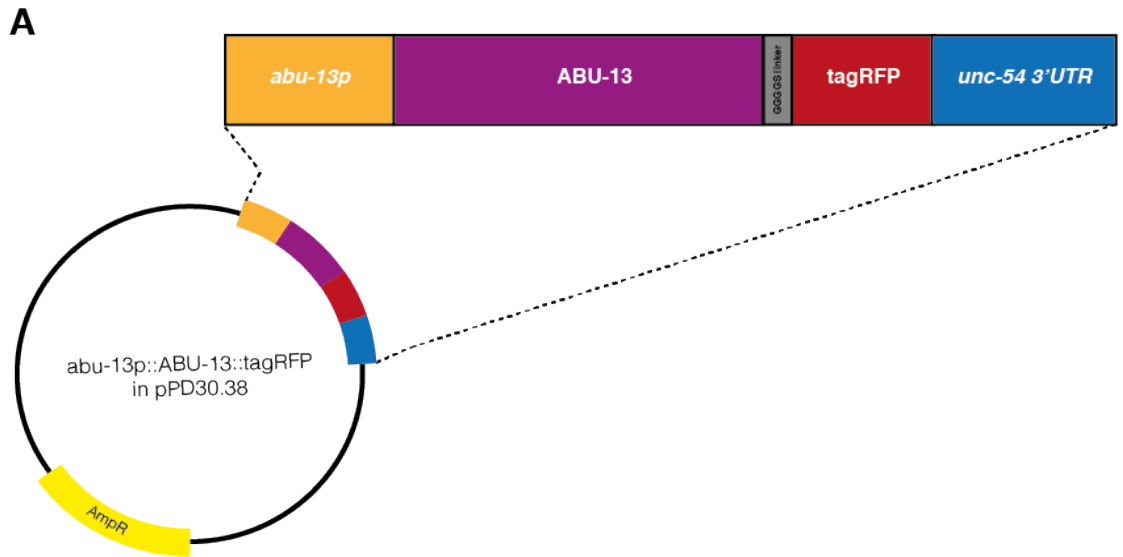 A
abu-13p
ABU-13
GGGGS linker
tagRFP
unc-54 3’UTR
abu-13p::ABU-13::tagRFP
in pPD30.38
AmpR